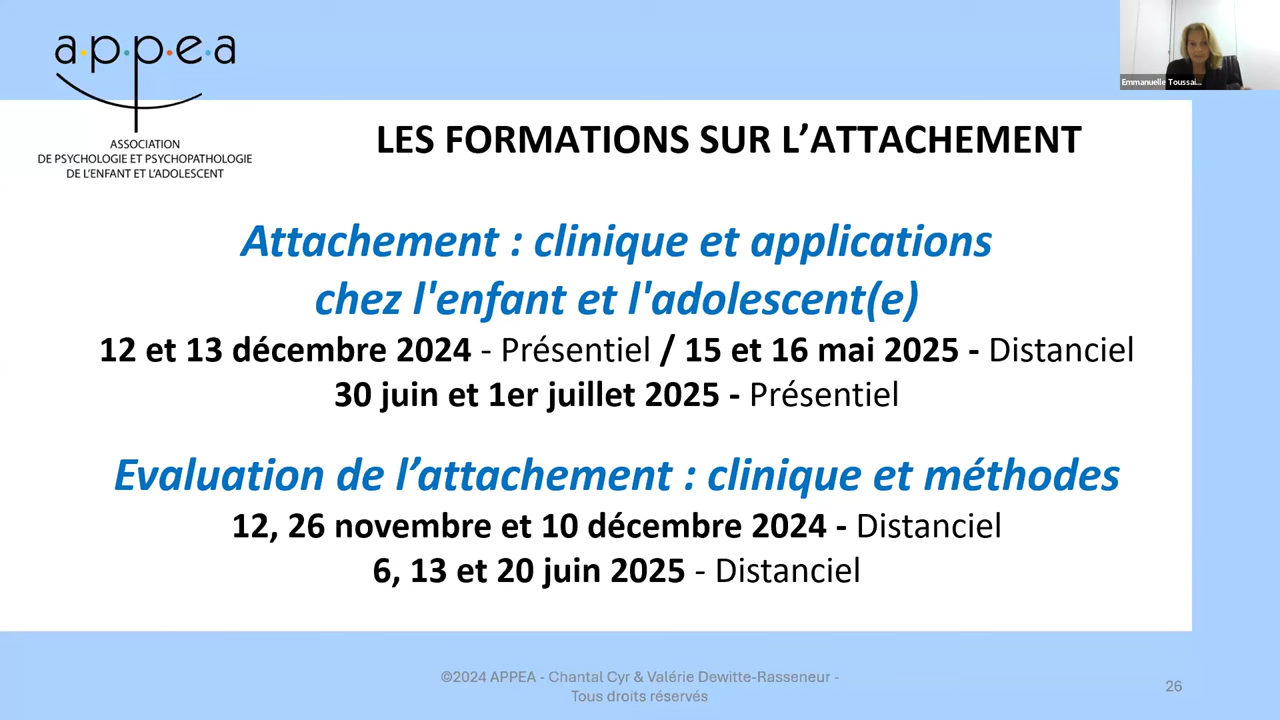 a·p·p·e·a
Emmanuelle Toussai...
ASSOCIATION
DE PSYCHOLOGIE ET PSYCHOPATHOLOGIE
DE L'ENFANT ET L'ADOLESCENT
LES FORMATIONS SUR L’ATTACHEMENT
Attachement : clinique et applications
chez l'enfant et l'adolescent(e)
12 et 13 décembre 2024 - Présentiel / 15 et 16 mai 2025 - Distanciel
30 juin et 1er juillet 2025 - Présentiel
Evaluation de l’attachement : clinique et méthodes
12, 26 novembre et 10 décembre 2024 - Distanciel
6, 13 et 20 juin 2025 - Distanciel
©2024 APPEA - Chantal Cyr & Valérie Dewitte-Rasseneur -
Tous droits réservés
26